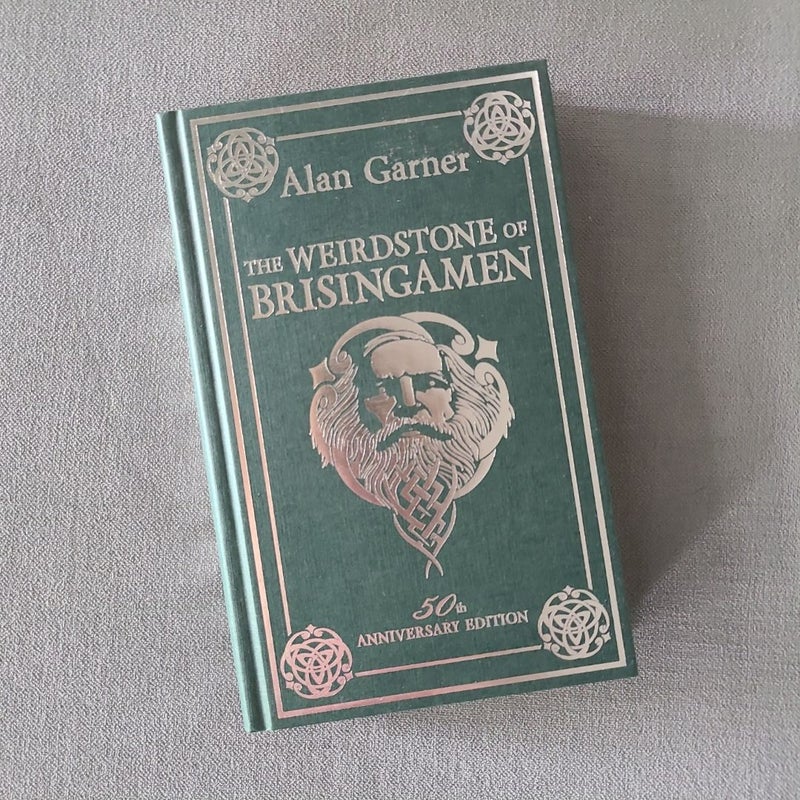 Alan Garner
THE WEIRDSTONE OF
BRISINGAMEN
50th
ANNIVERSARY EDITION